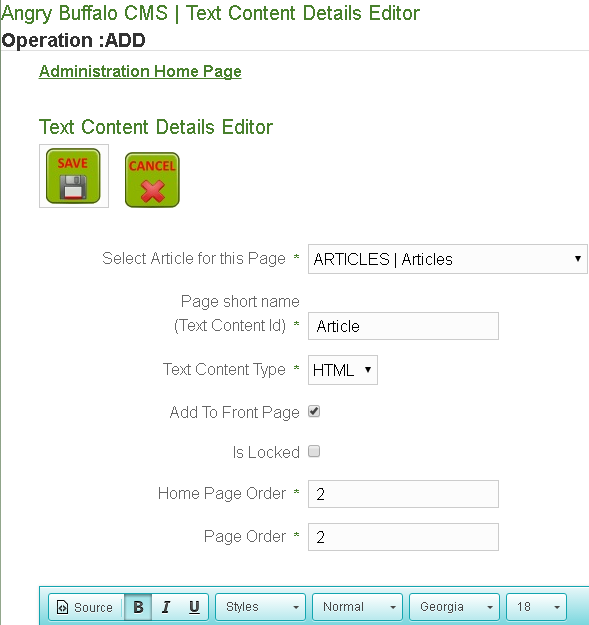 Angry Buffalo CMS | Text Content Details Editor
Operation :ADD
Administration Home Page
Text Content Details Editor
SAVE CANCEL
Select Article for this Page * ARTICLES | Articles
Page short name
(Text Content Id) * Article
Text Content Type * HTML
Add To Front Page
Is Locked
Home Page Order * 2
Page Order * 2
Source B I U Styles Normal Georgia 18